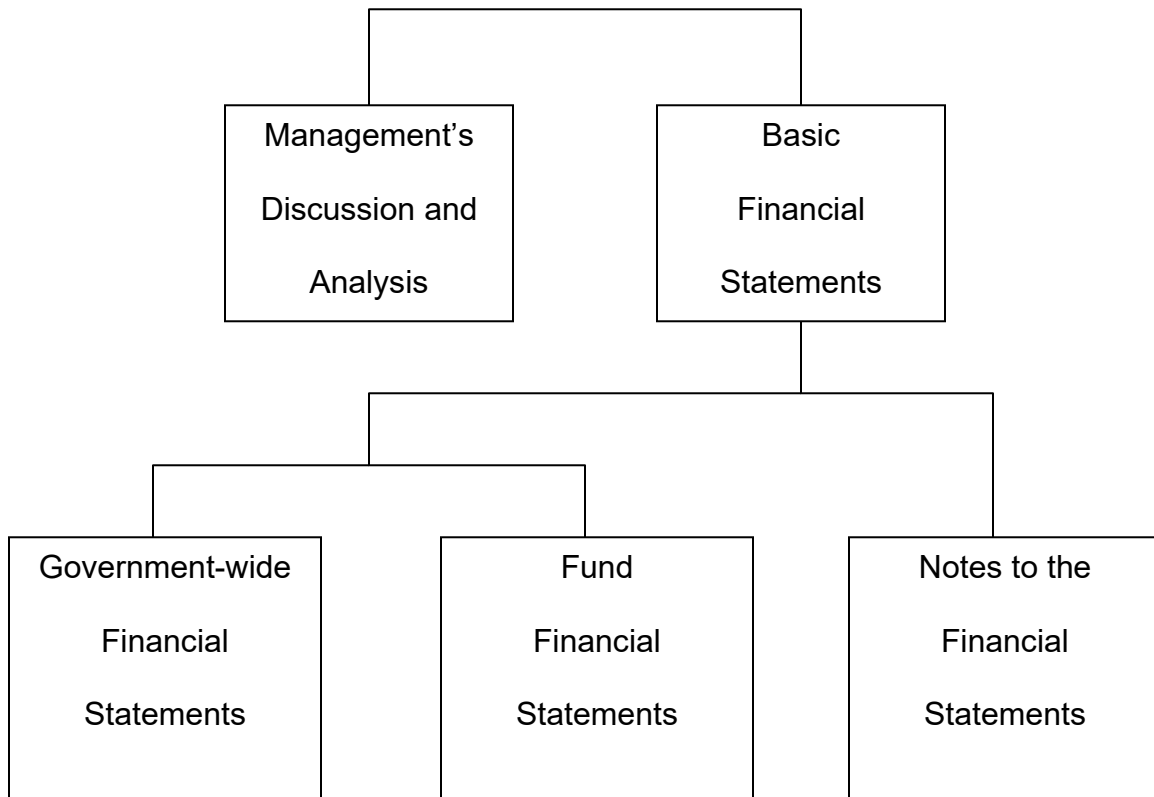 Management’s
Discussion and
Analysis
Basic
Financial
Statements
Government-wide
Financial
Statements
Fund
Financial
Statements
Notes to the
Financial
Statements